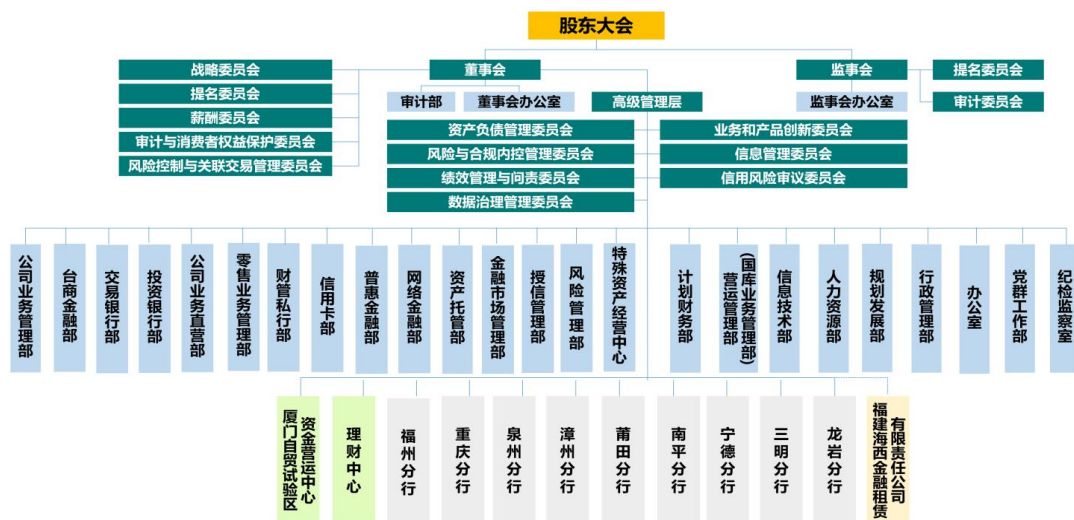 股东大会
战略委员会
提名委员会
薪酬委员会
审计与消费者权益保护委员会
风险控制与关联交易管理委员会
董事会
审计部
董事会办公室
高级管理层
监事会
监事会办公室
提名委员会
审计委员会
资产负债管理委员会
风险与合规内控管理委员会
绩效管理与问责委员会
数据治理管理委员会
业务和产品创新委员会
信息管理委员会
信用风险审议委员会
公司业务管理部
台商金融部
交易银行部
投资银行部
公司业务直营部
零售业务管理部
财管私行部
信用卡部
普惠金融部
网络金融部
资产托管部
金融市场管理部
授信管理部
风险管理部
特殊资产经营中心
计划财务部
营运管理部
(国库业务管理部)
信息技术部
人力资源部
规划发展部
行政管理部
办公室
党群工作部
纪检监察室
厦门自贸试验区
资金营运中心
理财中心
福州分行
重庆分行
泉州分行
漳州分行
莆田分行
南平分行
宁德分行
三明分行
龙岩分行
福建海西金融租赁
有限责任公司